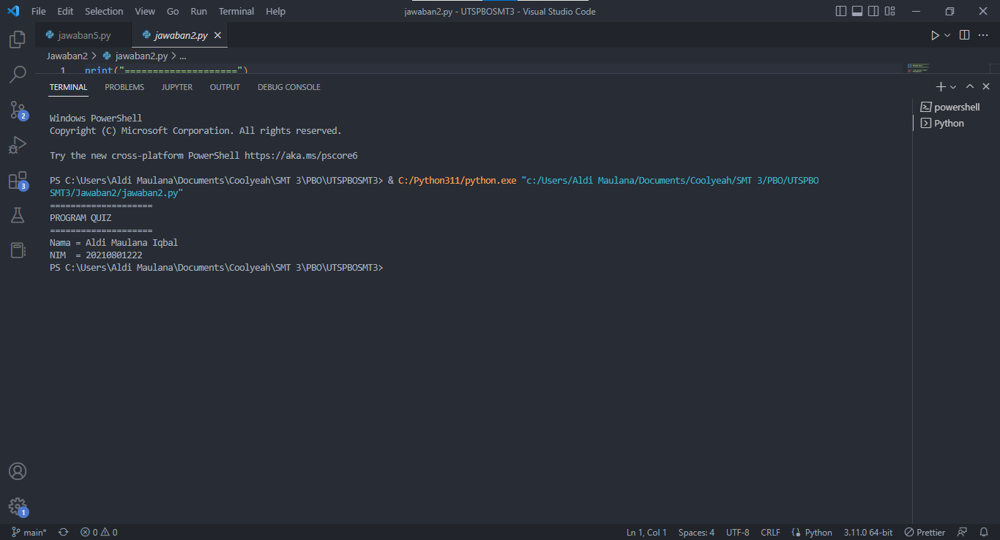 File Edit Selection View Go Run Terminal Help jawaban2.py - UTSPBOSMT3 - Visual Studio Code
jawaban5.py jawaban2.py
Jawaban2 > jawaban2.py > ...
1 print("====================")
TERMINAL PROBLEMS JUPYTER OUTPUT DEBUG CONSOLE
powershell
Python
Windows PowerShell
Copyright (C) Microsoft Corporation. All rights reserved.
Try the new cross-platform PowerShell https://aka.ms/pscore6
PS C:\Users\Aldi Maulana\Documents\Coolyeah\SMT 3\PBO\UTSPBOSMT3> & C:/Python311/python.exe "c:/Users/Aldi Maulana/Documents/Coolyeah/SMT 3/PBO/UTSPBO
SMT3/Jawaban2/jawaban2.py"
====================
PROGRAM QUIZ
====================
Nama = Aldi Maulana Iqbal
NIM  = 20210801222
PS C:\Users\Aldi Maulana\Documents\Coolyeah\SMT 3\PBO\UTSPBOSMT3>
2
3
1
main* 0 0 Ln 1, Col 1 Spaces: 4 UTF-8 CRLF Python 3.11.0 64-bit Prettier